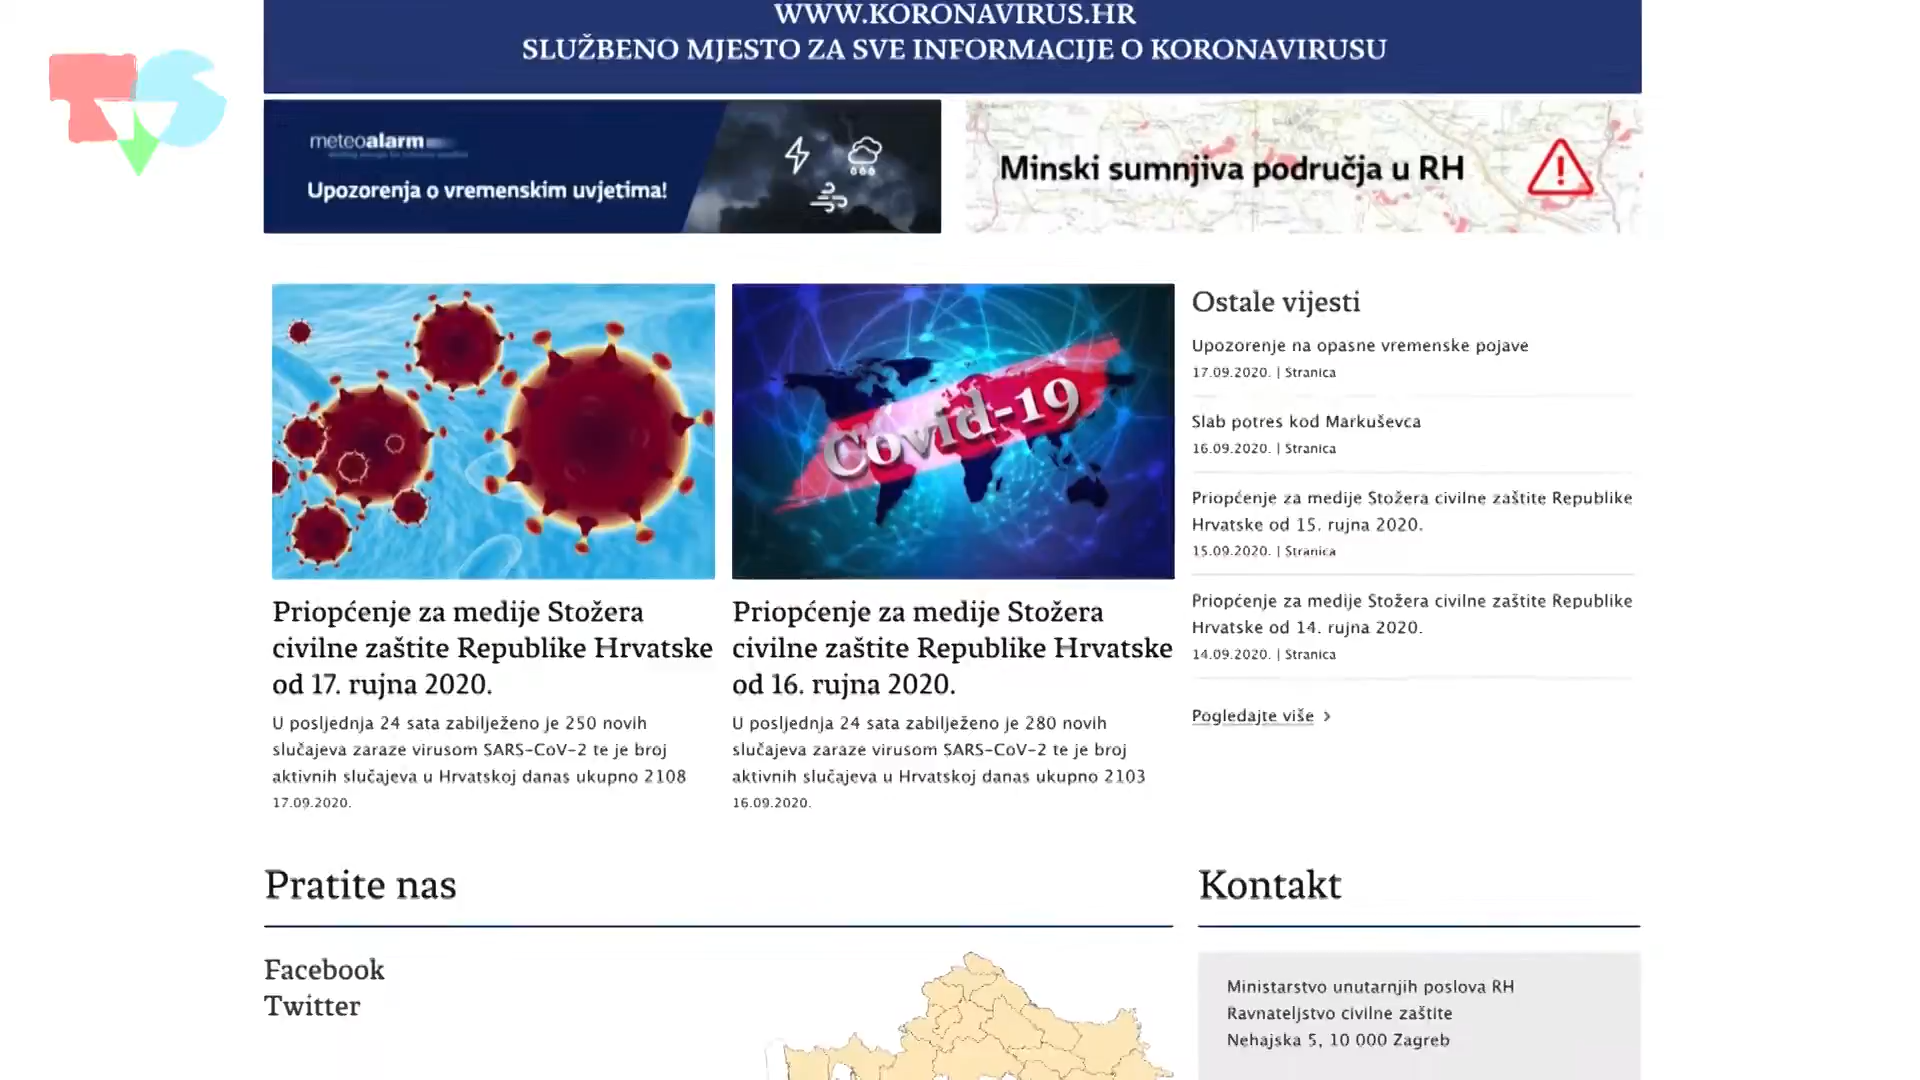 WWW.KORONAVIRUS.HR
SLUŽBENO MJESTO ZA SVE INFORMACIJE O KORONAVIRUSU
TVS
meteoalarm
Upozorenja o vremenskim uvjetima!
Minski sumnjiva područja u RH
Covid-19
Priopćenje za medije Stožera
civilne zaštite Republike Hrvatske
od 17. rujna 2020.
U posljednja 24 sata zabilježeno je 250 novih
slučajeva zaraze virusom SARS-CoV-2 te je broj
aktivnih slučajeva u Hrvatskoj danas ukupno 2108
17.09.2020.
Priopćenje za medije Stožera
civilne zaštite Republike Hrvatske
od 16. rujna 2020.
U posljednja 24 sata zabilježeno je 280 novih
slučajeva zaraze virusom SARS-CoV-2 te je broj
aktivnih slučajeva u Hrvatskoj danas ukupno 2103
16.09.2020.
Ostale vijesti
Upozorenje na opasne vremenske pojave
17.09.2020. | Stranica
Slab potres kod Markuševca
16.09.2020. | Stranica
Priopćenje za medije Stožera civilne zaštite Republike
Hrvatske od 15. rujna 2020.
15.09.2020. | Stranica
Priopćenje za medije Stožera civilne zaštite Republike
Hrvatske od 14. rujna 2020.
14.09.2020. | Stranica
Pogledajte više >
Pratite nas
Facebook
Twitter
Kontakt
Ministarstvo unutarnjih poslova RH
Ravnateljstvo civilne zaštite
Nehajska 5, 10 000 Zagreb